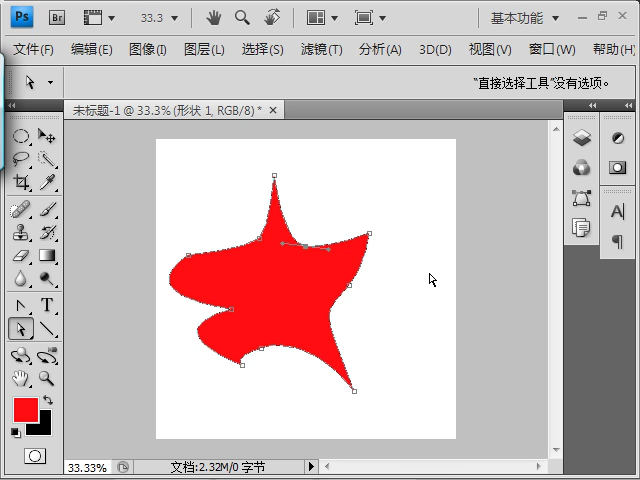 Ps Br 33.3 基本功能
文件(F) 编辑(E) 图像(I) 图层(L) 选择(S) 滤镜(T) 分析(A) 3D(D) 视图(V) 窗口(W) 帮助(H)
“直接选择工具”没有选项。
未标题-1 @ 33.3% (形状 1, RGB/8) *
A
T
33.33% 文档:2.32M/0 字节